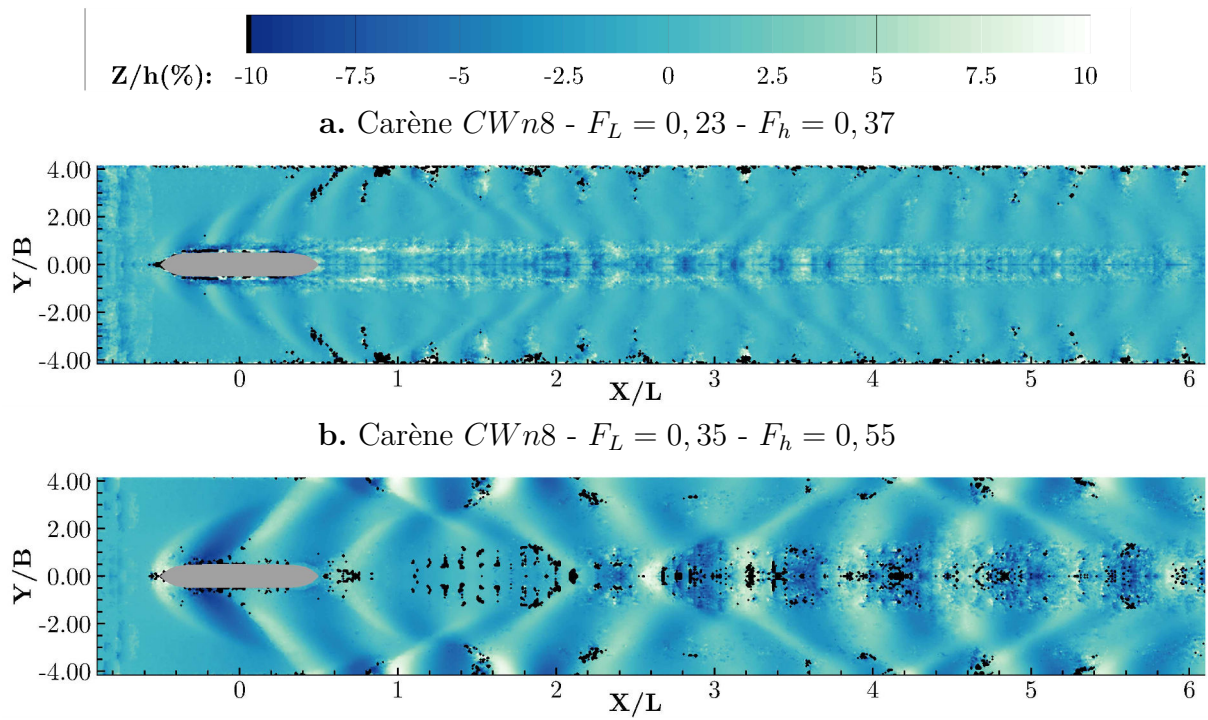 Z/h(%): -10 -7.5 -5 -2.5 0 2.5 5 7.5 10
a. Carène CWn8 - F_L = 0, 23 - F_h = 0, 37
4.00
2.00
0.00
-2.00
-4.00
Y/B
0 1 2 3 4 5 6
X/L
b. Carène CWn8 - F_L = 0, 35 - F_h = 0, 55
4.00
2.00
0.00
-2.00
-4.00
Y/B
0 1 2 3 4 5 6
X/L